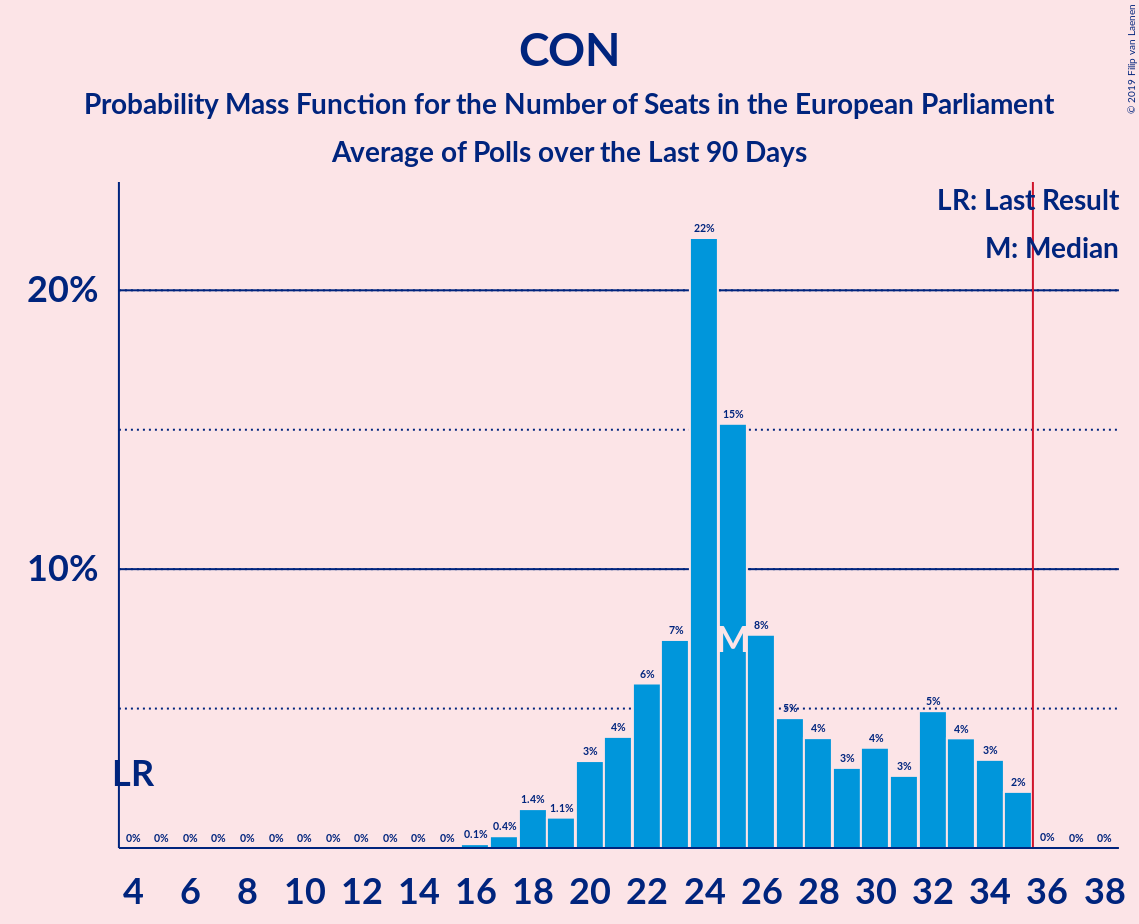 CON
Probability Mass Function for the Number of Seats in the European Parliament
Average of Polls over the Last 90 Days
© 2019 Filip van Laenen
LR: Last Result
M: Median
20%
10%
22%
15%
8%
7%
6%
5%
5%
4%
4%
4%
4%
4%
3%
3%
3%
3%
2%
1.4%
1.1%
0.4%
0.1%
M
LR
0% 0% 0% 0% 0% 0% 0% 0% 0% 0% 0% 0% 0% 0% 0%
4 6 8 10 12 14 16 18 20 22 24 26 28 30 32 34 36 38